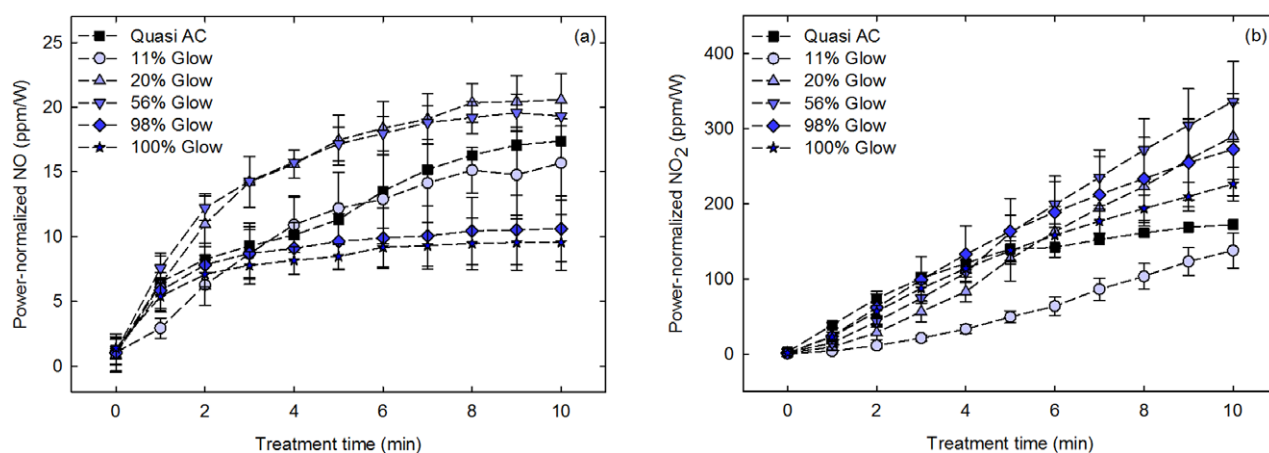 (a)
Quasi AC
11% Glow
20% Glow
56% Glow
98% Glow
100% Glow
Power-normalized NO (ppm/W)
25
20
15
10
5
0
0 2 4 6 8 10
Treatment time (min)
(b)
Quasi AC
11% Glow
20% Glow
56% Glow
98% Glow
100% Glow
Power-normalized NO₂ (ppm/W)
400
300
200
100
0
0 2 4 6 8 10
Treatment time (min)